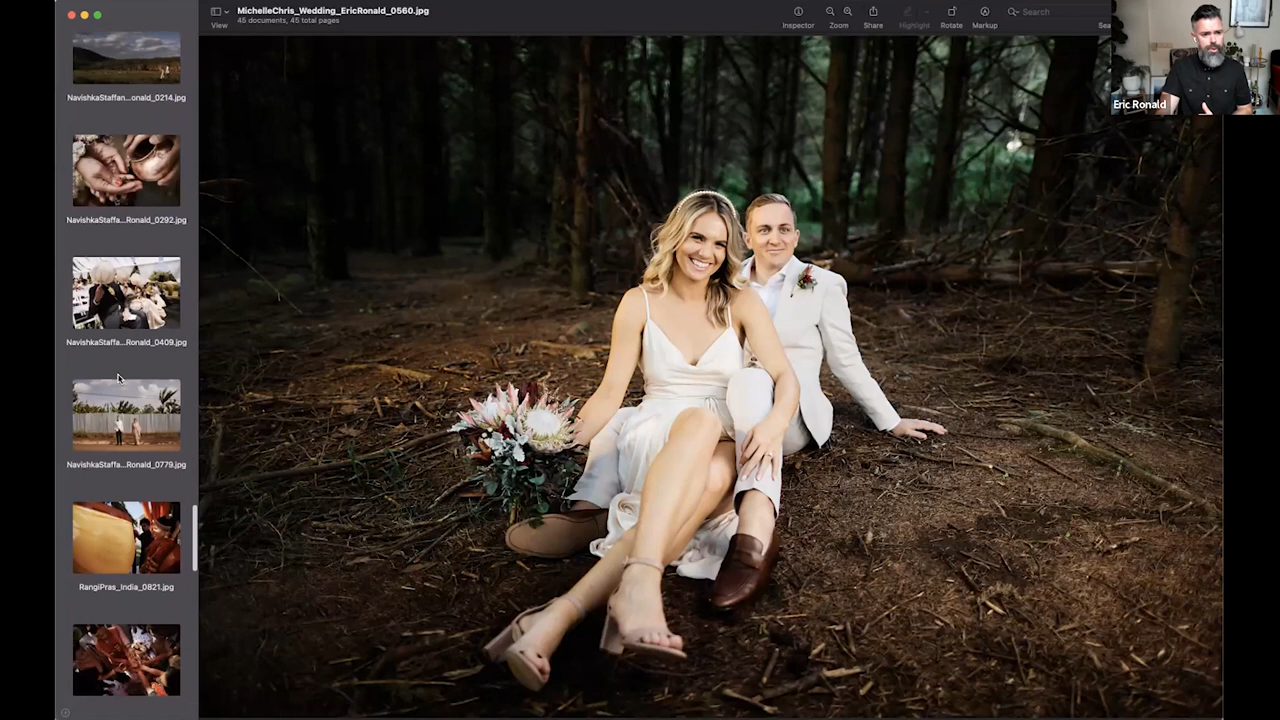 MichelleChris_Wedding_EricRonald_0560.jpg
45 documents, 45 total pages
View
Inspector
Zoom
Share
Highlight
Rotate
Markup
Search
Sea
Eric Ronald
NavishkaStaffan...onald_0214.jpg
NavishkaStaffa...Ronald_0292.jpg
NavishkaStaffa...Ronald_0409.jpg
NavishkaStaffa...Ronald_0779.jpg
RangiPras_India_0821.jpg